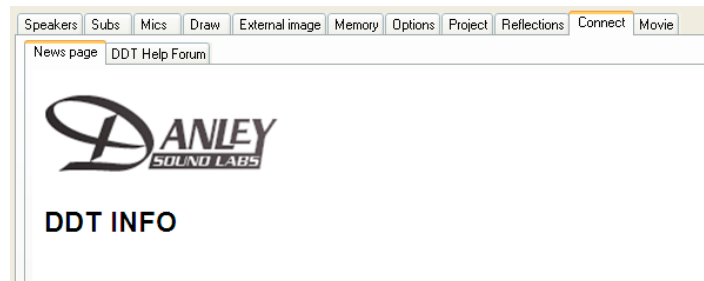 Speakers Subs Mics Draw External image Memory Options Project Reflections Connect Movie
News page DDT Help Forum
DANLEY
SOUND LABS
DDT INFO